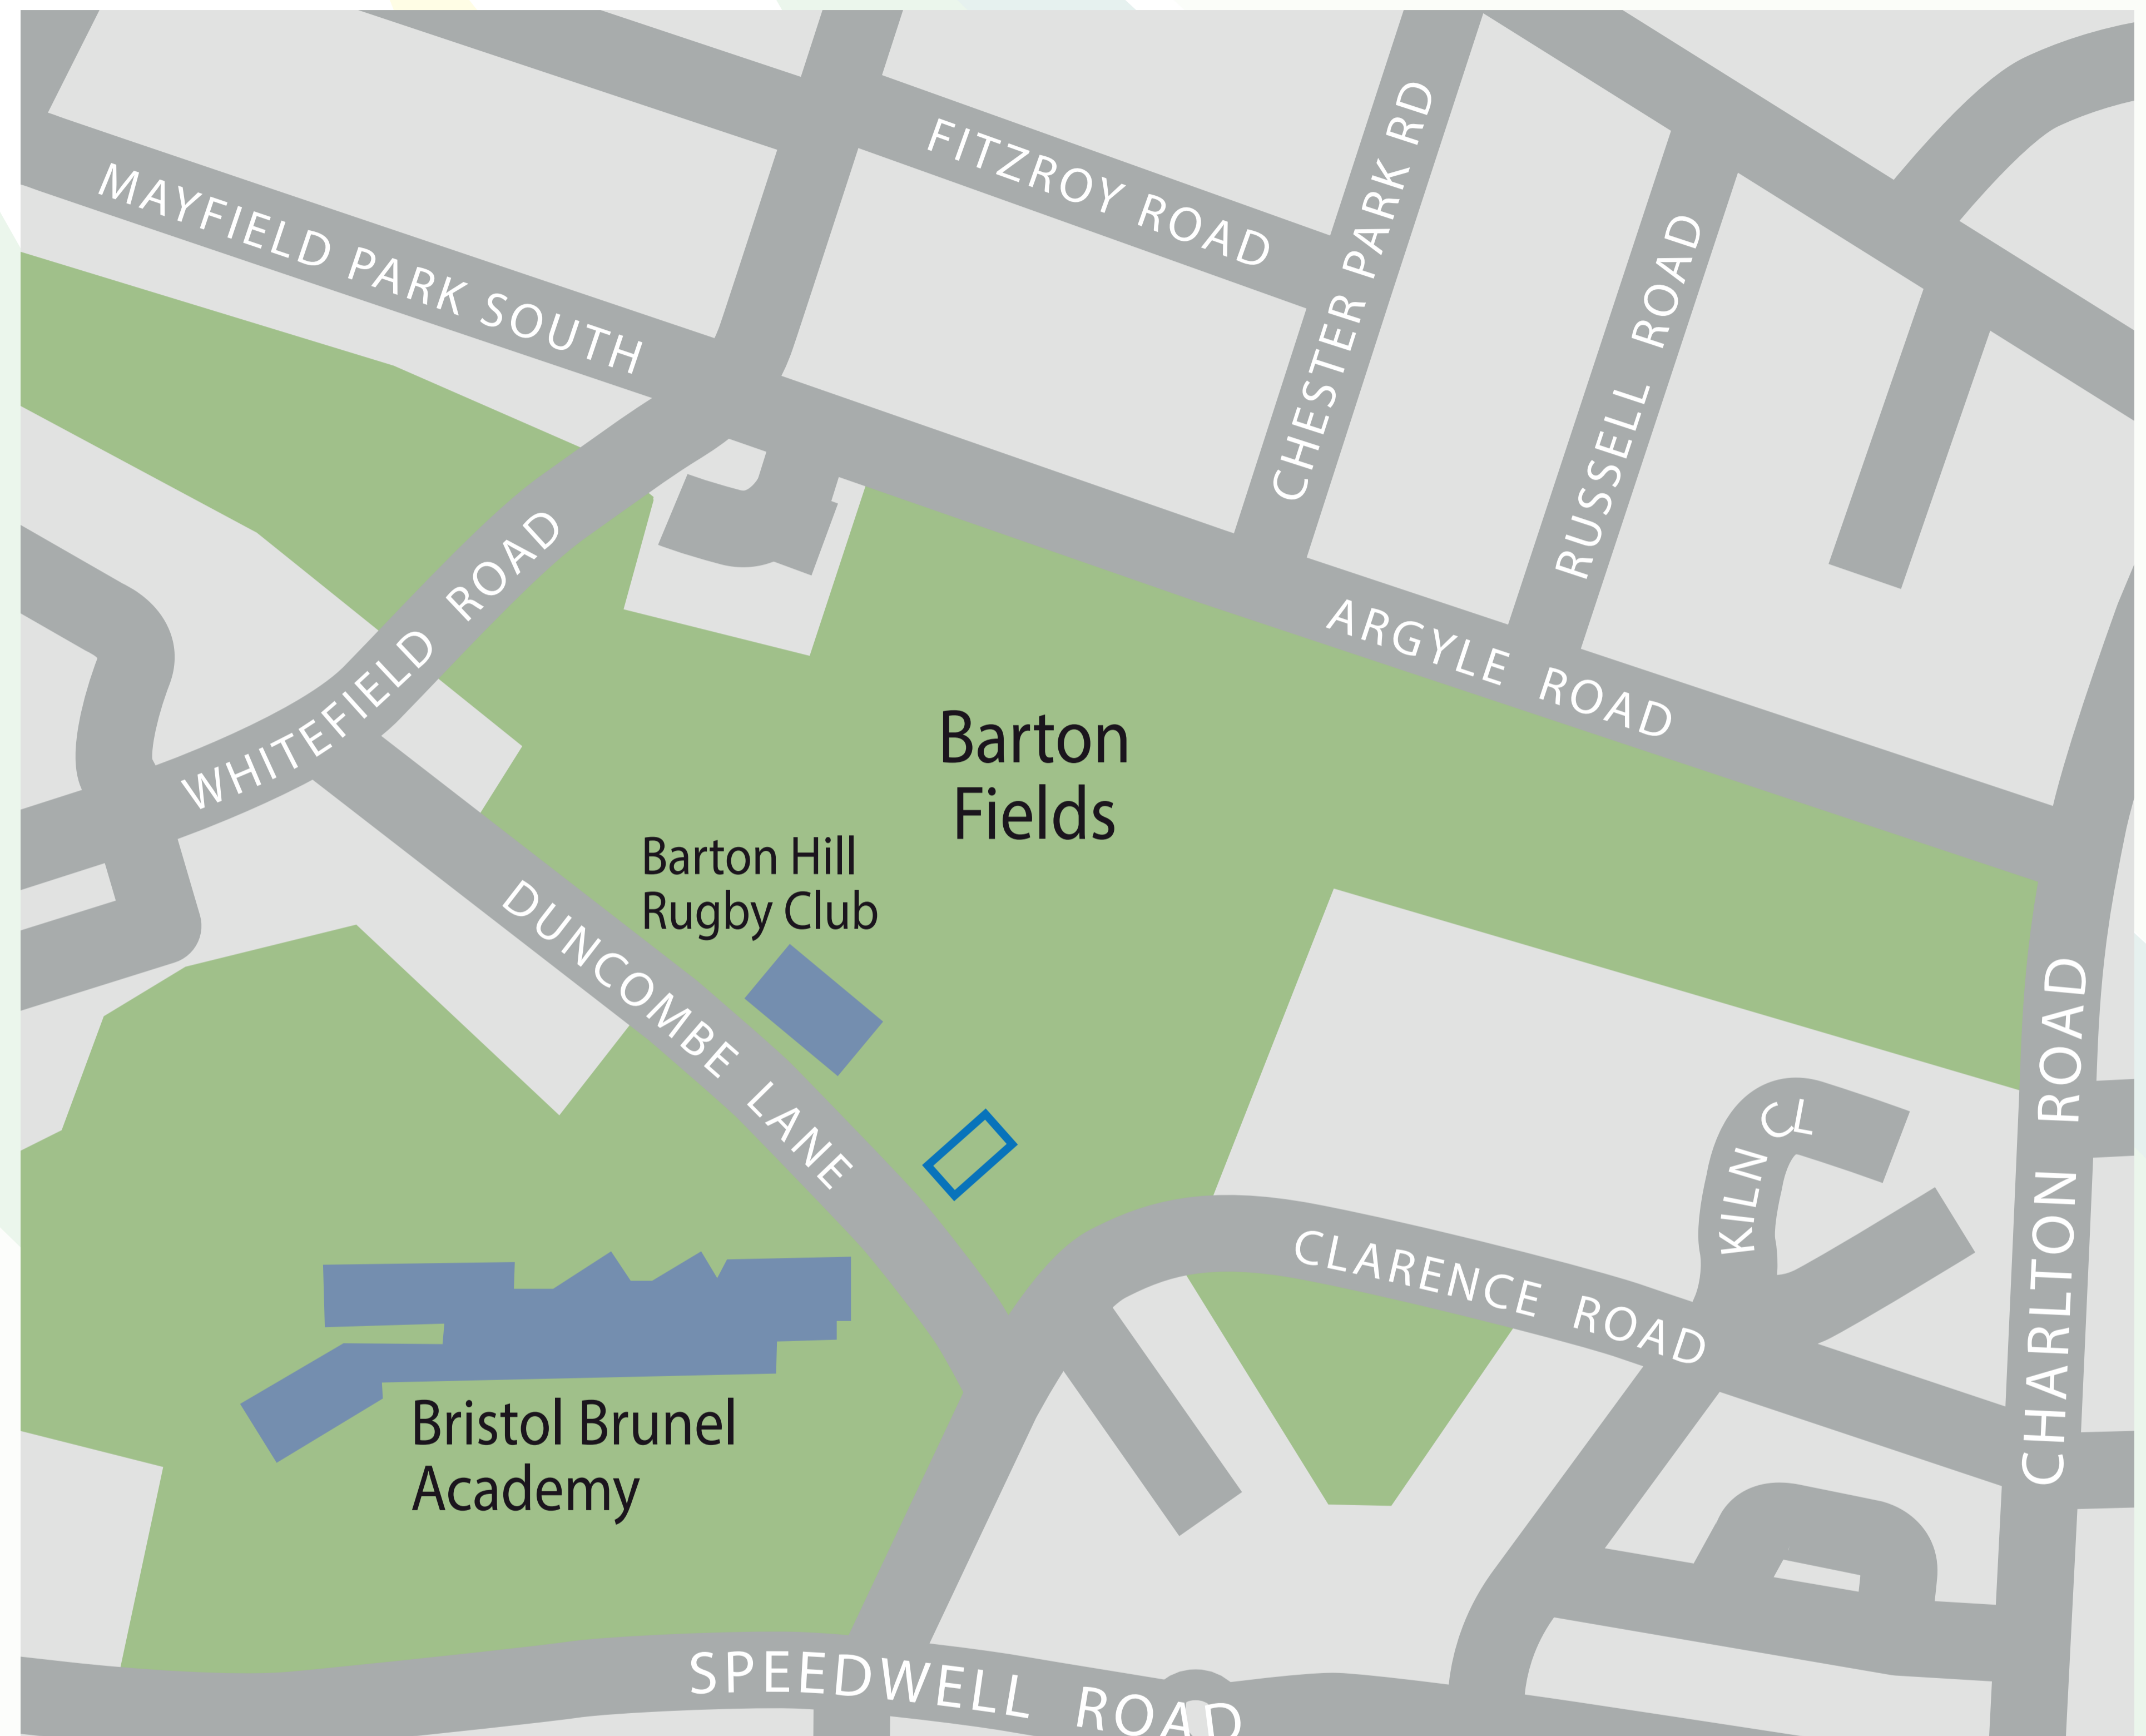 FITZROY ROAD
CHESTER PARK RD
MAYFIELD PARK SOUTH
RUSSELL ROAD
WHITEFIELD ROAD
ARGYLE ROAD
Barton
Fields
Barton Hill
Rugby Club
DUNCOMBE LANE
CHARLTON ROAD
KILN CL
CLARENCE ROAD
Bristol Brunel
Academy
SPEEDWELL ROAD